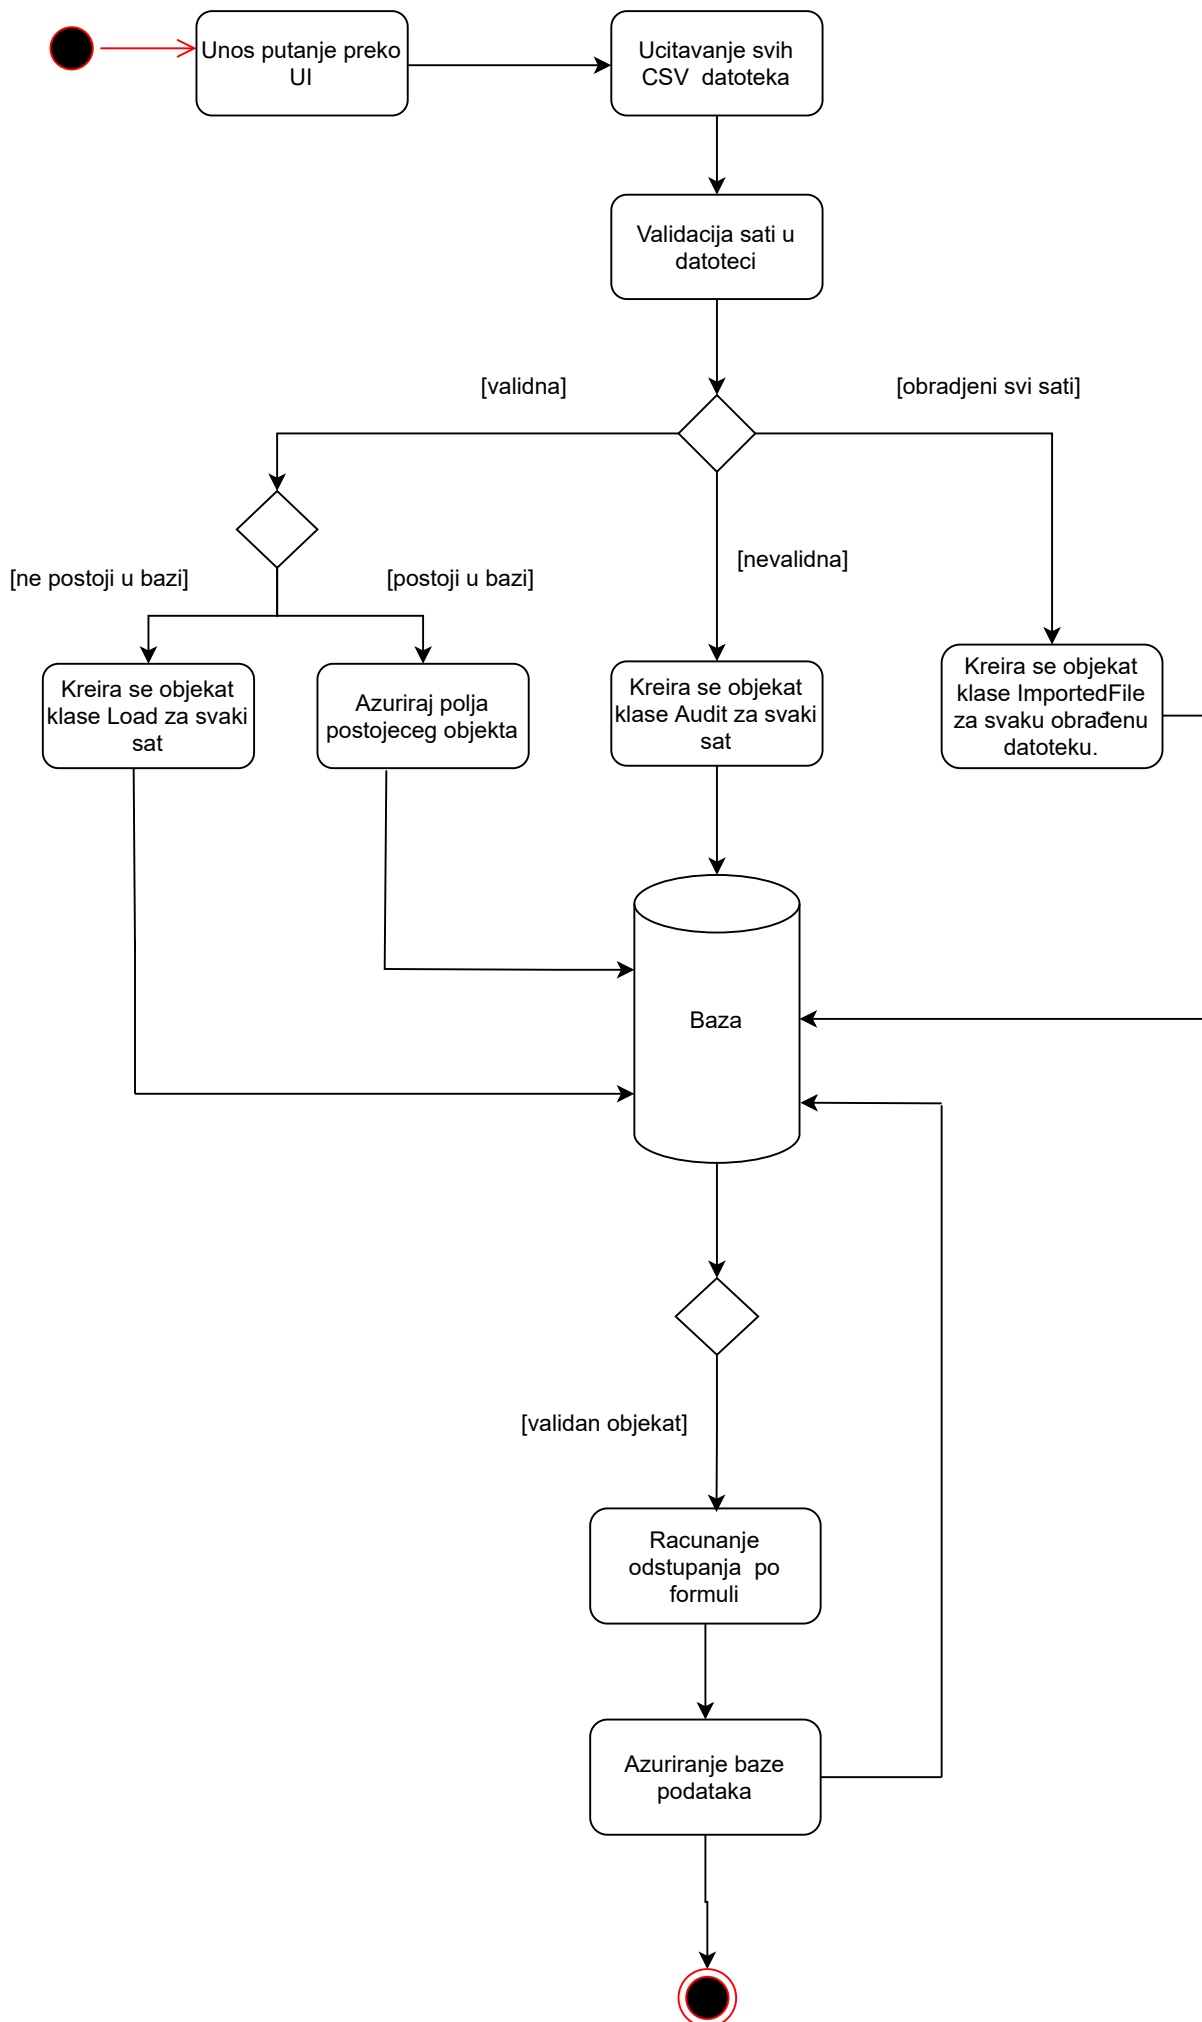 Unos putanje preko
UI
Ucitavanje svih
CSV  datoteka
Validacija sati u
datoteci
[validna]
[obradjeni svi sati]
[nevalidna]
[ne postoji u bazi]
[postoji u bazi]
Kreira se objekat
klase Load za svaki
sat
Azuriraj polja
postojeceg objekta
Kreira se objekat
klase Audit za svaki
sat
Kreira se objekat
klase ImportedFile
za svaku obrađenu
datoteku.
Baza
[validan objekat]
Racunanje
odstupanja  po
formuli
Azuriranje baze
podataka